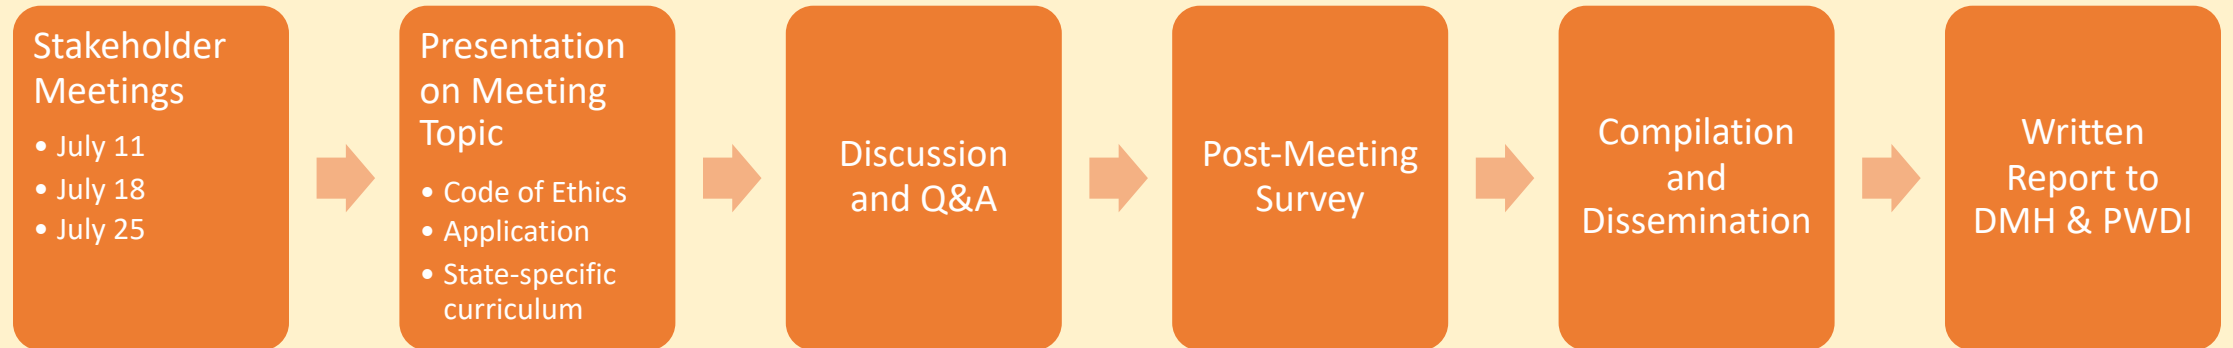 Stakeholder
Meetings
• July 11
• July 18
• July 25
Presentation
on Meeting
Topic
• Code of Ethics
• Application
• State-specific
curriculum
Discussion
and Q&A
Post-Meeting
Survey
Compilation
and
Dissemination
Written
Report to
DMH & PWDI